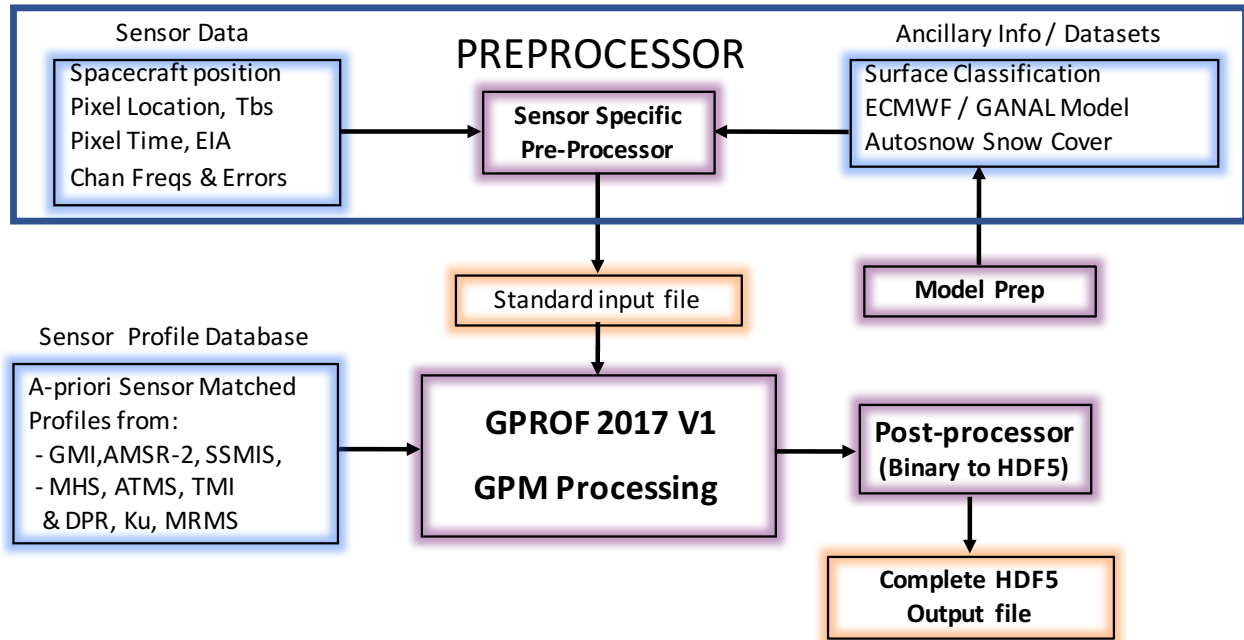 Sensor Data
PREPROCESSOR
Ancillary Info / Datasets
Spacecraft position
Pixel Location, Tbs
Pixel Time, EIA
Chan Freqs & Errors
Sensor Specific
Pre-Processor
Surface Classification
ECMWF / GANAL Model
Autosnow Snow Cover
Standard input file
Model Prep
Sensor Profile Database
A-priori Sensor Matched
Profiles from:
- GMI,AMSR-2, SSMIS,
- MHS, ATMS, TMI
& DPR, Ku, MRMS
GPROF 2017 V1
GPM Processing
Post-processor
(Binary to HDF5)
Complete HDF5
Output file